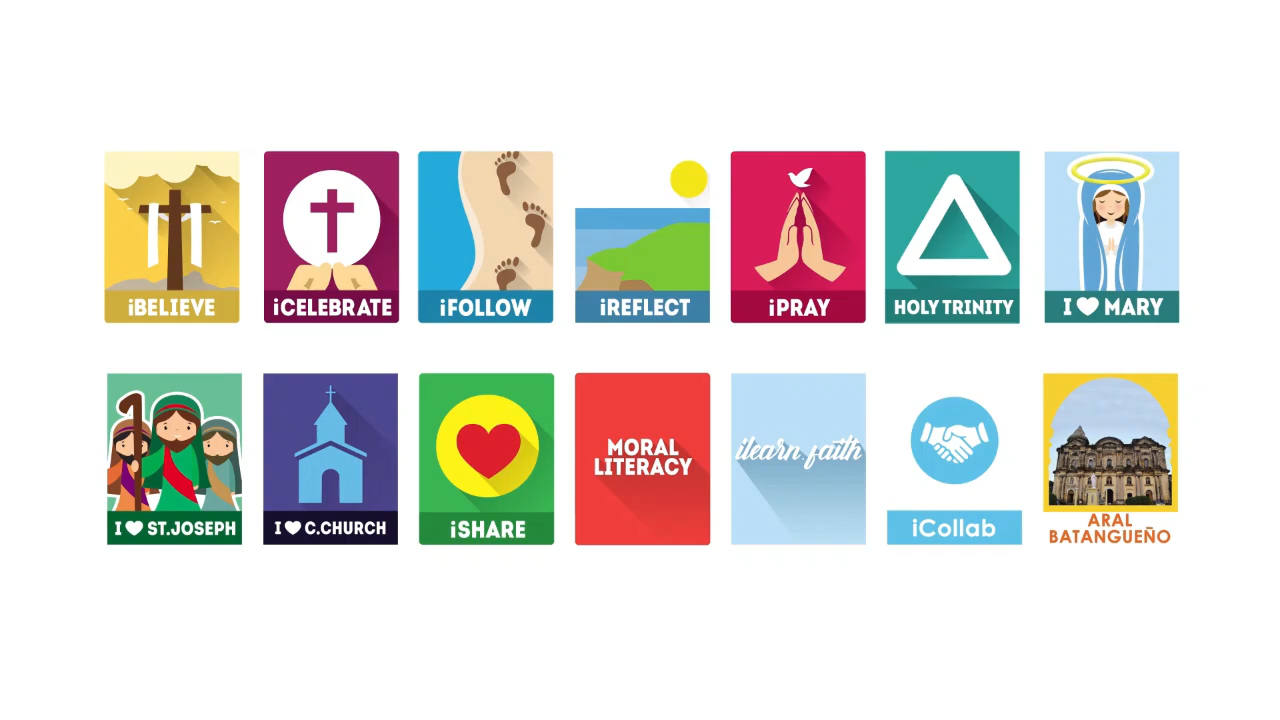 iBELIEVE
iCELEBRATE
iFOLLOW
iREFLECT
iPRAY
HOLY TRINITY
I ♥ MARY
I ♥ ST.JOSEPH
I ♥ C.CHURCH
iSHARE
MORAL
LITERACY
ilearn.faith
iCollab
ARAL
BATANGUEÑO